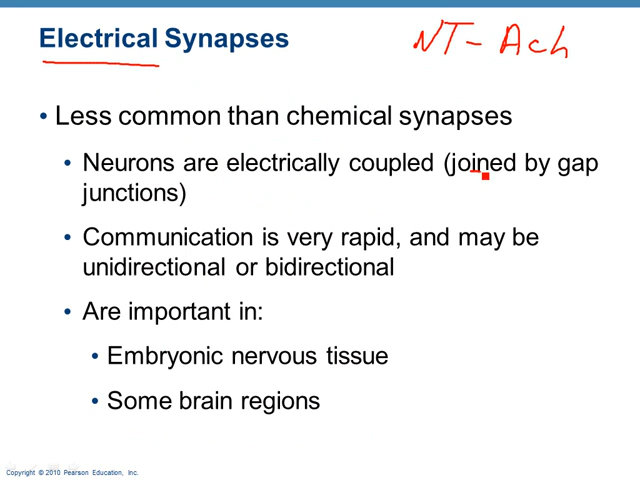 Electrical Synapses
NT - Ach
• Less common than chemical synapses
• Neurons are electrically coupled (joined by gap
junctions)
• Communication is very rapid, and may be
unidirectional or bidirectional
• Are important in:
• Embryonic nervous tissue
• Some brain regions
Copyright © 2010 Pearson Education, Inc.